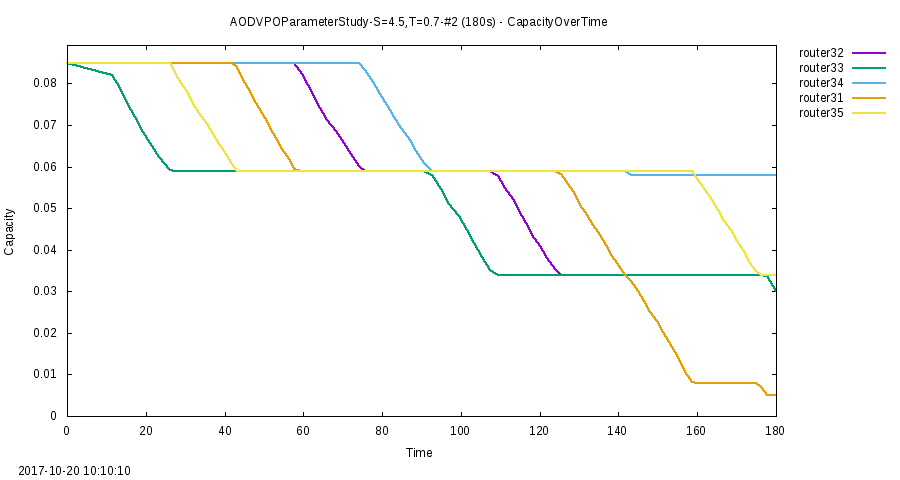 AODVPOParameterStudy-S=4.5,T=0.7-#2 (180s) - CapacityOverTime
router32
router33
router34
router31
router35
0.08
0.07
0.06
0.05
0.04
0.03
0.02
0.01
0
Capacity
0 20 40 60 80 100 120 140 160 180
Time
2017-10-20 10:10:10